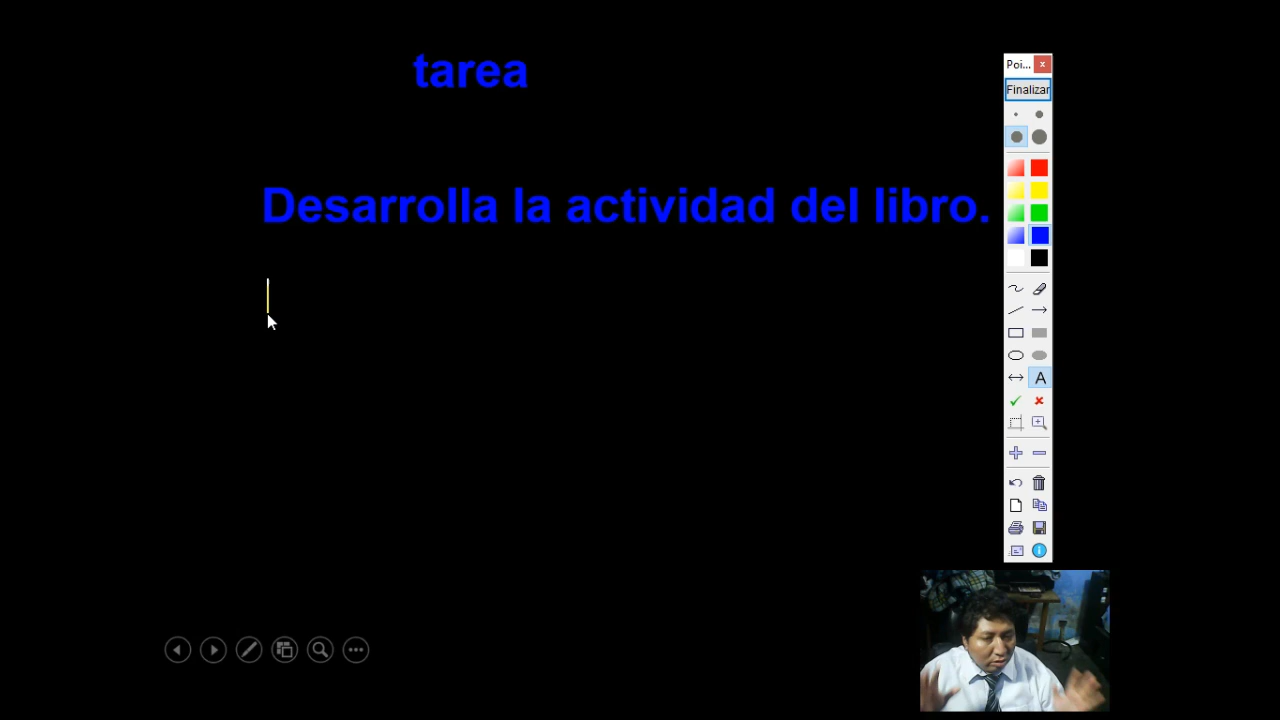 tarea
Poi...
Finalizar
Desarrolla la actividad del libro.
A